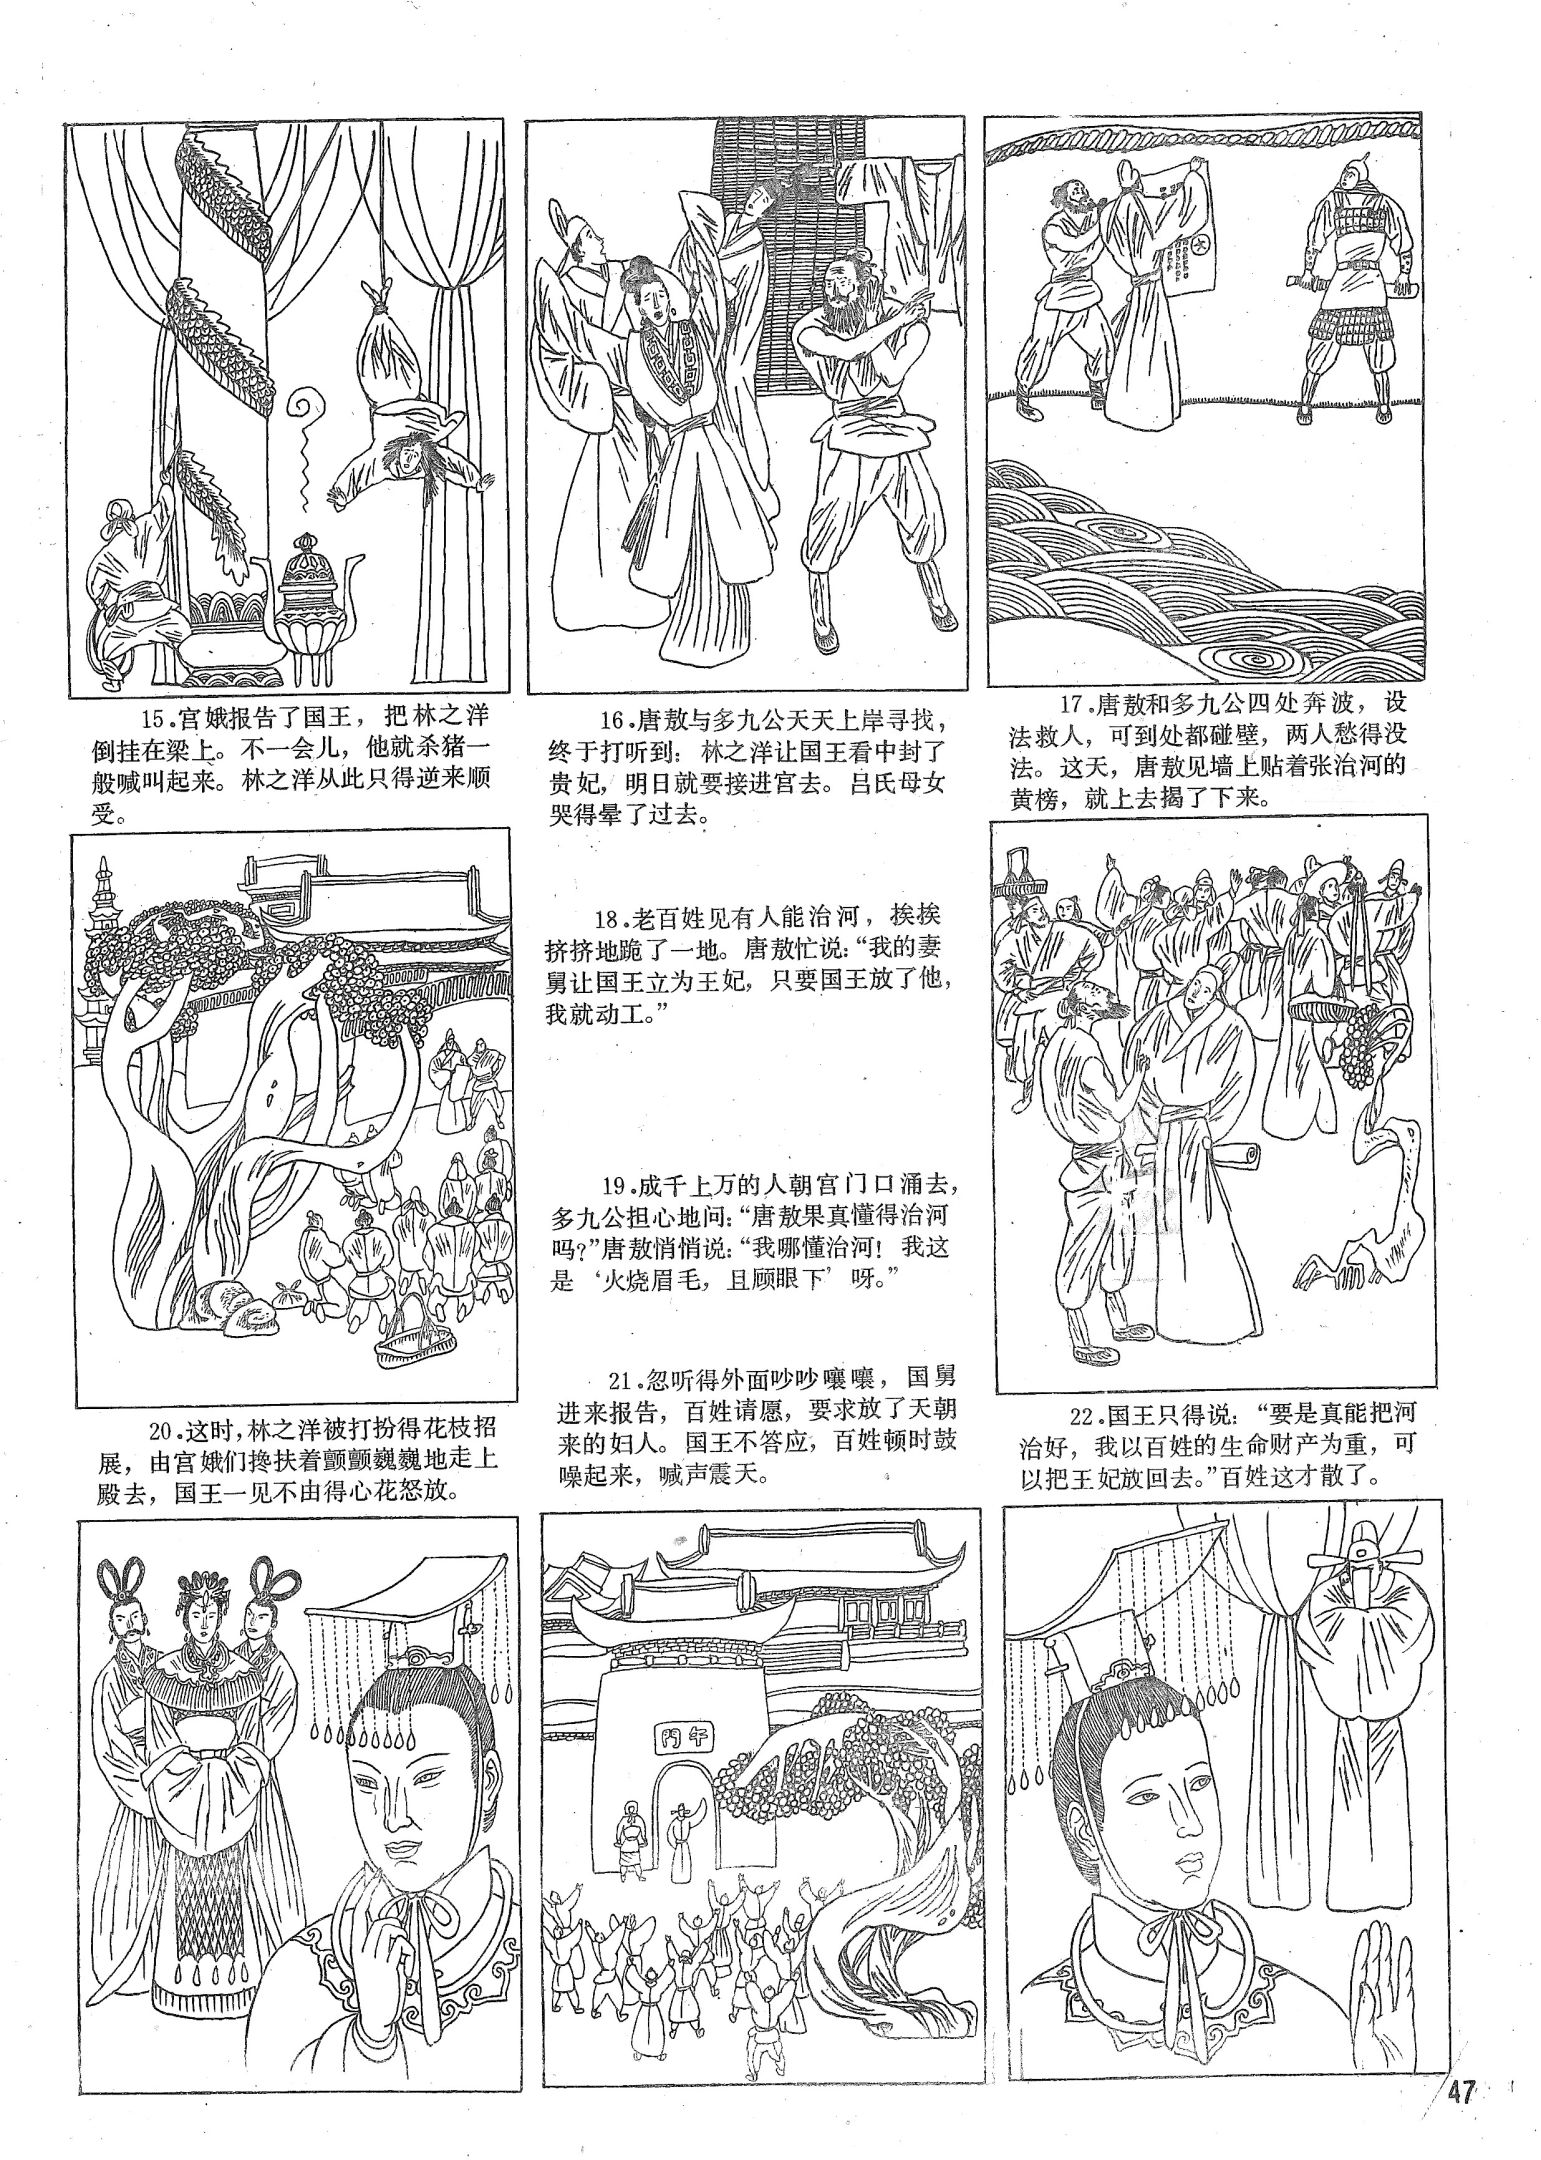 15.宫娥报告了国王，把林之洋
倒挂在梁上。不一会儿，他就杀猪一
般喊叫起来。林之洋从此只得逆来顺
受。
16.唐敖与多九公天天上岸寻找，
终于打听到：林之洋让国王看中封了
贵妃，明日就要接进宫去。吕氏母女
哭得晕了过去。
17.唐敖和多九公四处奔波，设
法救人，可到处都碰壁，两人愁得没
法。这天，唐敖见墙上贴着张治河的
黄榜，就上去揭了下来。
18.老百姓见有人能治河，挨挨
挤挤地跪了一地。唐敖忙说：“我的妻
舅让国王立为王妃，只要国王放了他，
我就动工。”
19.成千上万的人朝宫门口涌去，
多九公担心地问：“唐敖果真懂得治河
吗？”唐敖悄悄说：“我哪懂治河！我这
是‘火烧眉毛，且顾眼下’呀。”
20.这时，林之洋被打扮得花枝招
展，由宫娥们搀扶着颤颤巍巍地走上
殿去，国王一见不由得心花怒放。
21.忽听得外面吵吵嚷嚷，国舅
进来报告，百姓请愿，要求放了天朝
来的妇人。国王不答应，百姓顿时鼓
噪起来，喊声震天。
22.国王只得说：“要是真能把河
治好，我以百姓的生命财产为重，可
以把王妃放回去。”百姓这才散了。
門午
47